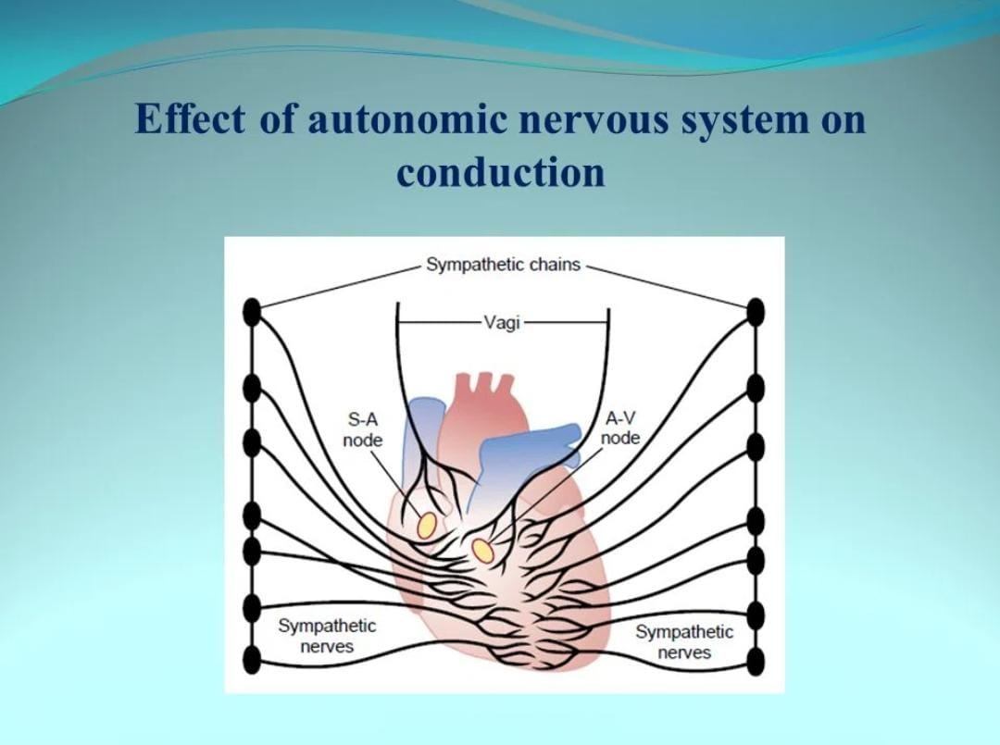 Effect of autonomic nervous system on
conduction
Sympathetic chains
Vagi
S-A
node
A-V
node
Sympathetic
nerves
Sympathetic
nerves